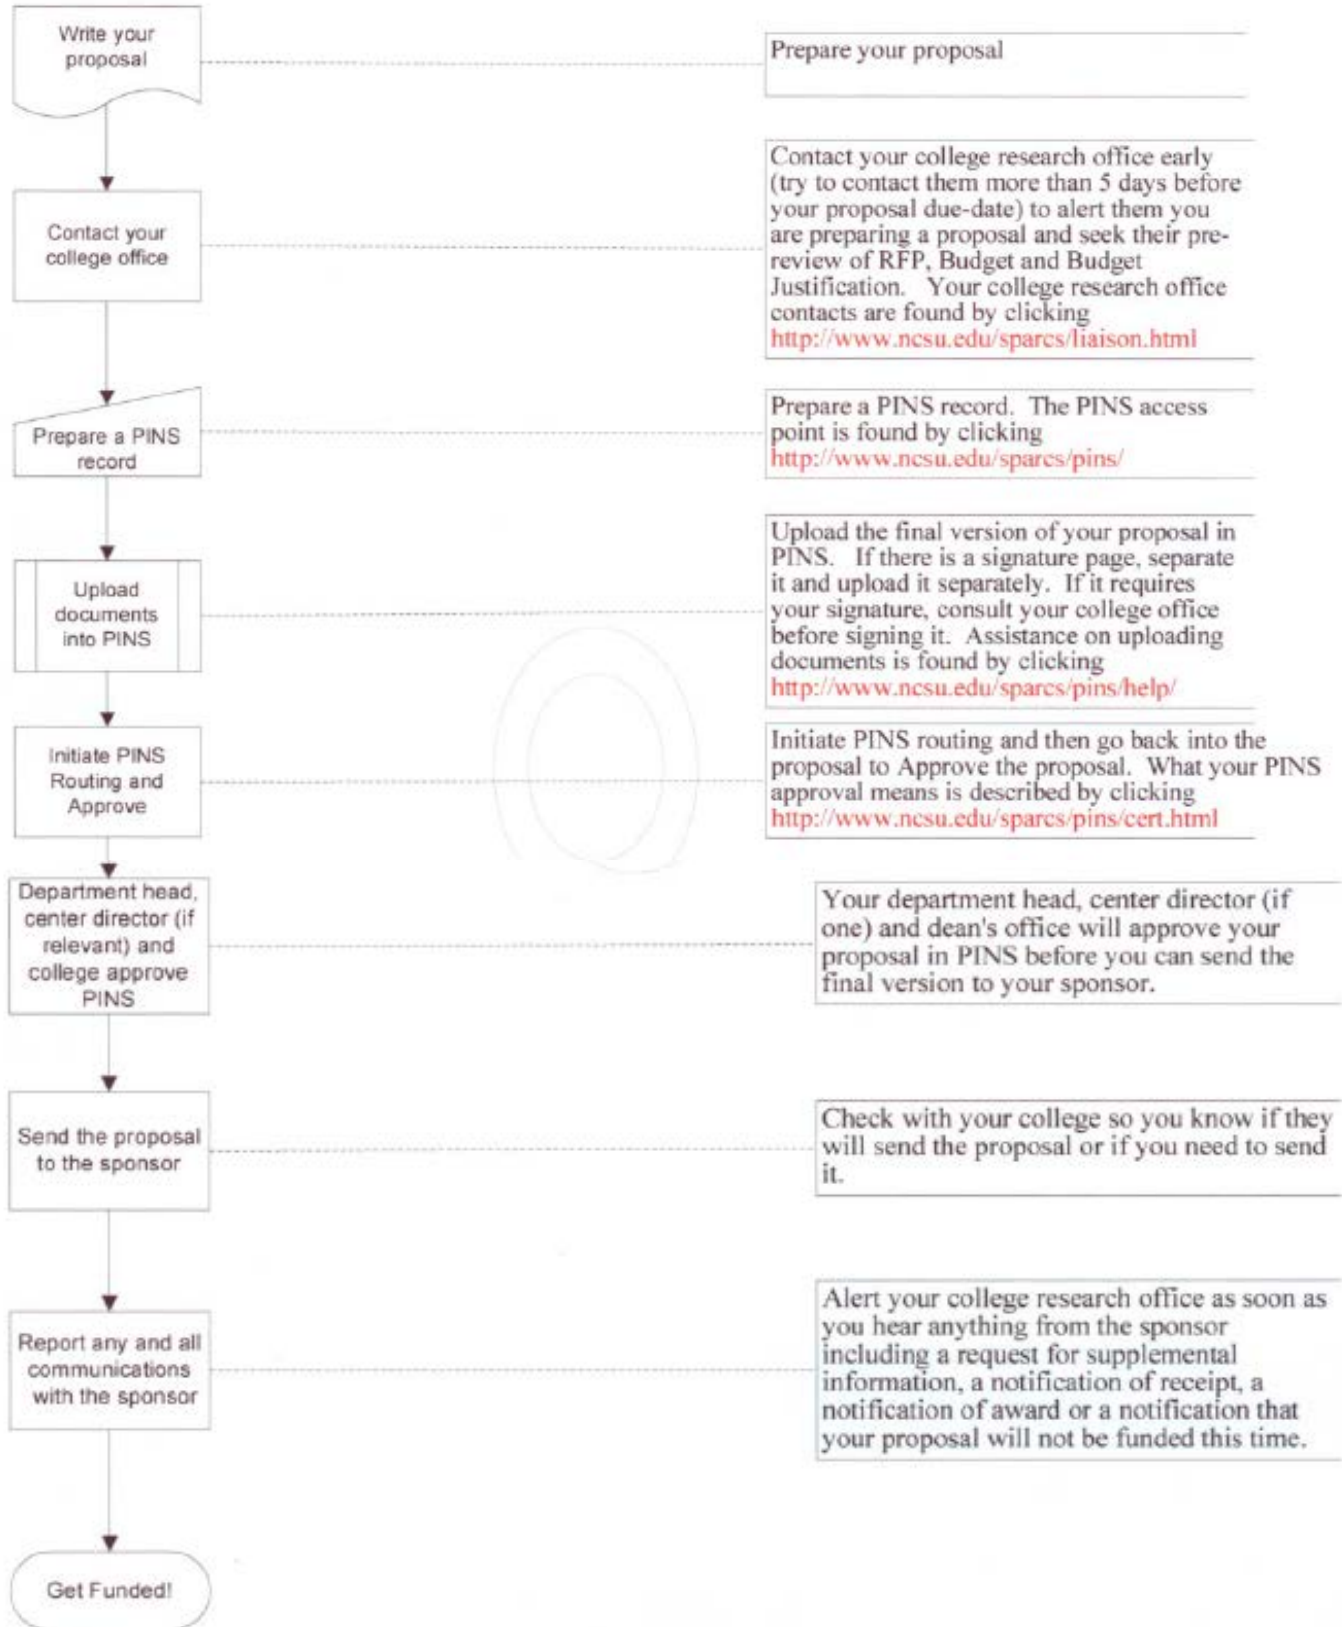 Write your
proposal
Prepare your proposal
Contact your
college office
Contact your college research office early
(try to contact them more than 5 days before
your proposal due-date) to alert them you
are preparing a proposal and seek their pre-
review of RFP, Budget and Budget
Justification. Your college research office
contacts are found by clicking
http://www.ncsu.edu/sparcs/liaison.html
Prepare a PINS
record
Prepare a PINS record. The PINS access
point is found by clicking
http://www.ncsu.edu/sparcs/pins/
Upload
documents
into PINS
Upload the final version of your proposal in
PINS. If there is a signature page, separate
it and upload it separately. If it requires
your signature, consult your college office
before signing it. Assistance on uploading
documents is found by clicking
http://www.ncsu.edu/sparcs/pins/help/
Initiate PINS
Routing and
Approve
Initiate PINS routing and then go back into the
proposal to Approve the proposal. What your PINS
approval means is described by clicking
http://www.ncsu.edu/sparcs/pins/cert.html
Department head,
center director (if
relevant) and
college approve
PINS
Your department head, center director (if
one) and dean's office will approve your
proposal in PINS before you can send the
final version to your sponsor.
Send the proposal
to the sponsor
Check with your college so you know if they
will send the proposal or if you need to send
it.
Report any and all
communications
with the sponsor
Alert your college research office as soon as
you hear anything from the sponsor
including a request for supplemental
information, a notification of receipt, a
notification of award or a notification that
your proposal will not be funded this time.
Get Funded!